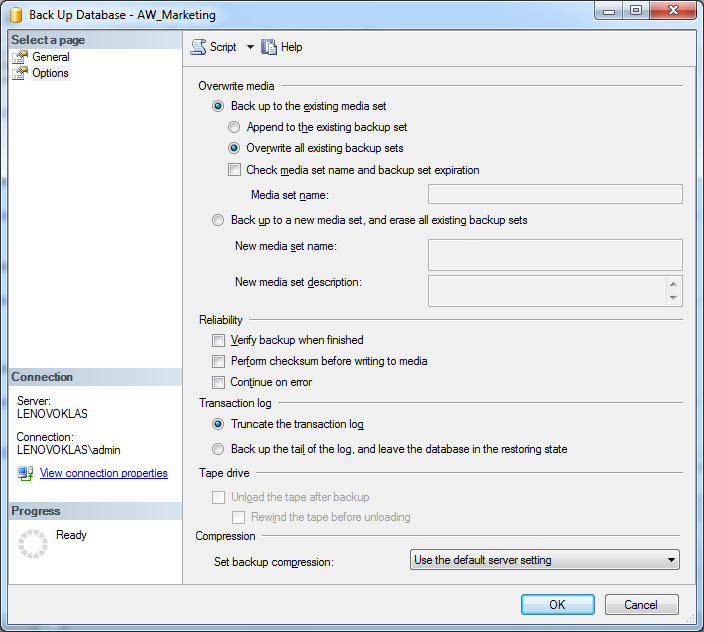 Back Up Database - AW_Marketing
Select a page
General
Options
Script
Help
Overwrite media
Back up to the existing media set
Append to the existing backup set
Overwrite all existing backup sets
Check media set name and backup set expiration
Media set name:
Back up to a new media set, and erase all existing backup sets
New media set name:
New media set description:
Reliability
Verify backup when finished
Perform checksum before writing to media
Continue on error
Transaction log
Truncate the transaction log
Back up the tail of the log, and leave the database in the restoring state
Tape drive
Unload the tape after backup
Rewind the tape before unloading
Compression
Set backup compression:
Use the default server setting
Connection
Server:
LENOVOKLAS
Connection:
LENOVOKLAS\admin
View connection properties
Progress
Ready
OK
Cancel